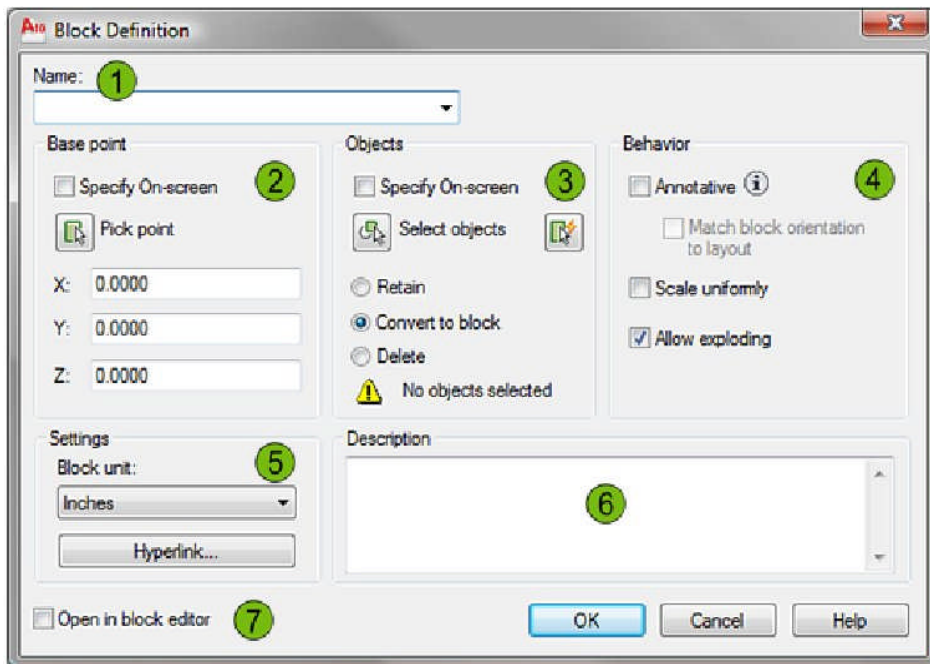 A10 Block Definition
Name: 1
Base point
2
Specify On-screen
Pick point
X: 0.0000
Y: 0.0000
Z: 0.0000
Objects
3
Specify On-screen
Select objects
Retain
Convert to block
Delete
No objects selected
Behavior
4
Annotative
Match block orientation
to layout
Scale uniformly
Allow exploding
Settings
5
Block unit:
Inches
Hyperlink...
Description
6
Open in block editor 7
OK
Cancel
Help